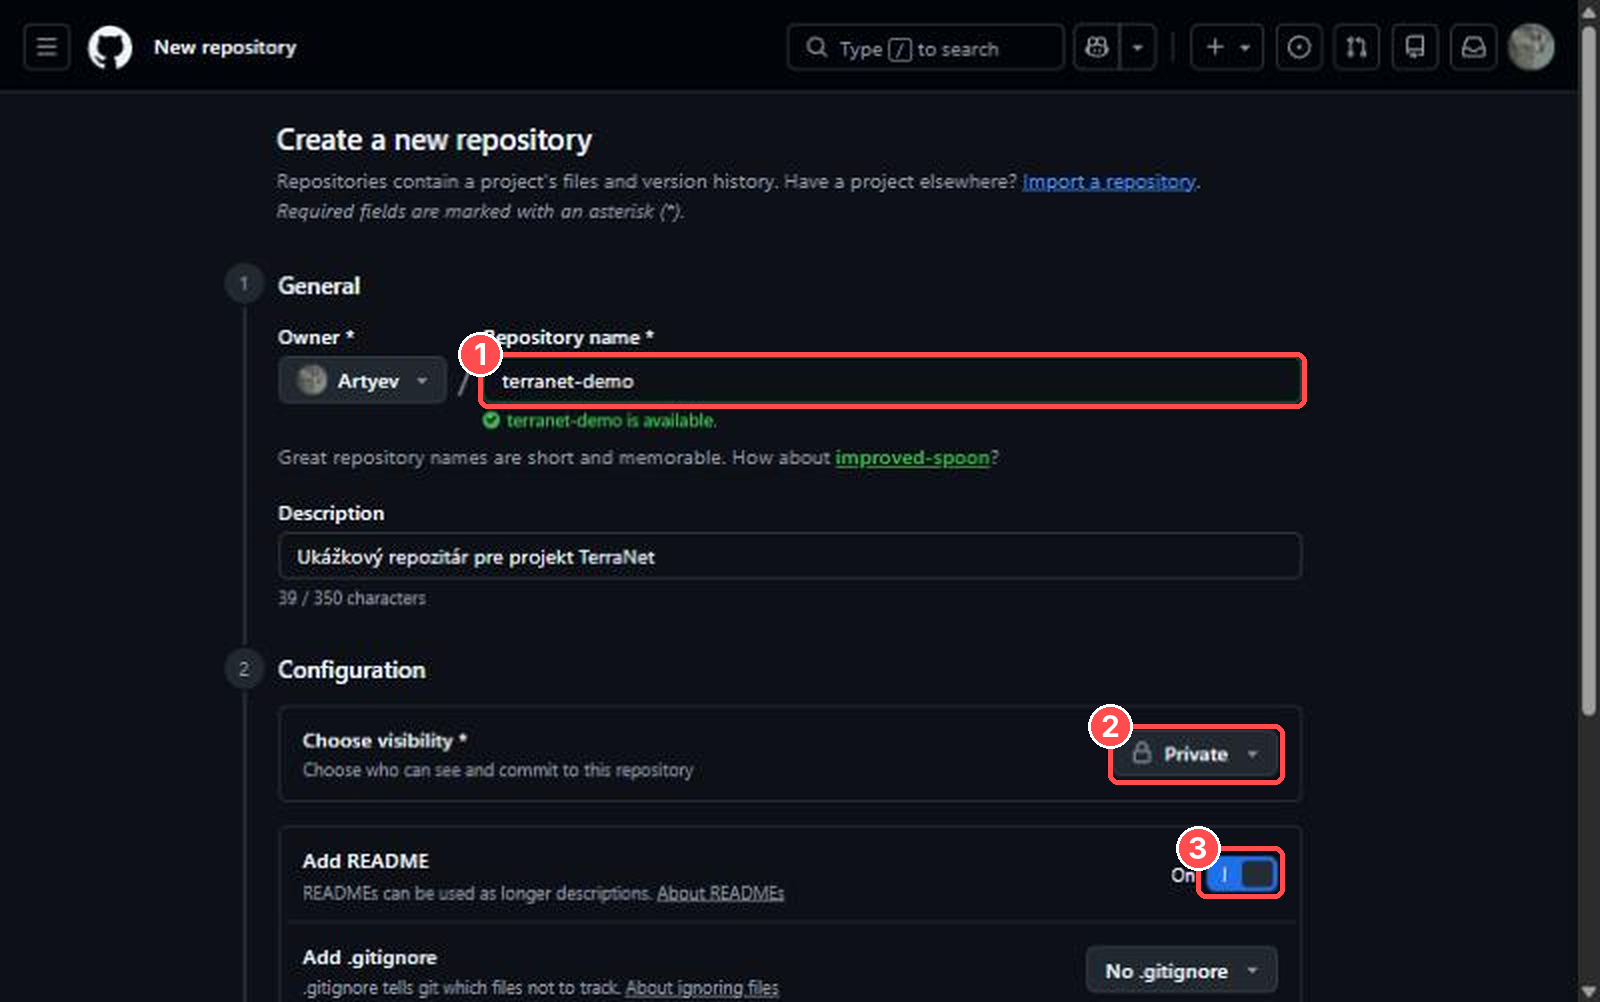 New repository
Type / to search
Create a new repository
Repositories contain a project's files and version history. Have a project elsewhere? Import a repository.
Required fields are marked with an asterisk (*).
1 General
Owner * Repository name *
1
Artyev / terranet-demo
terranet-demo is available.
Great repository names are short and memorable. How about improved-spoon?
Description
Ukážkový repozitár pre projekt TerraNet
39 / 350 characters
2 Configuration
2
Choose visibility * Private
Choose who can see and commit to this repository
3
Add README On
READMEs can be used as longer descriptions. About READMEs
Add .gitignore No .gitignore
.gitignore tells git which files not to track. About ignoring files